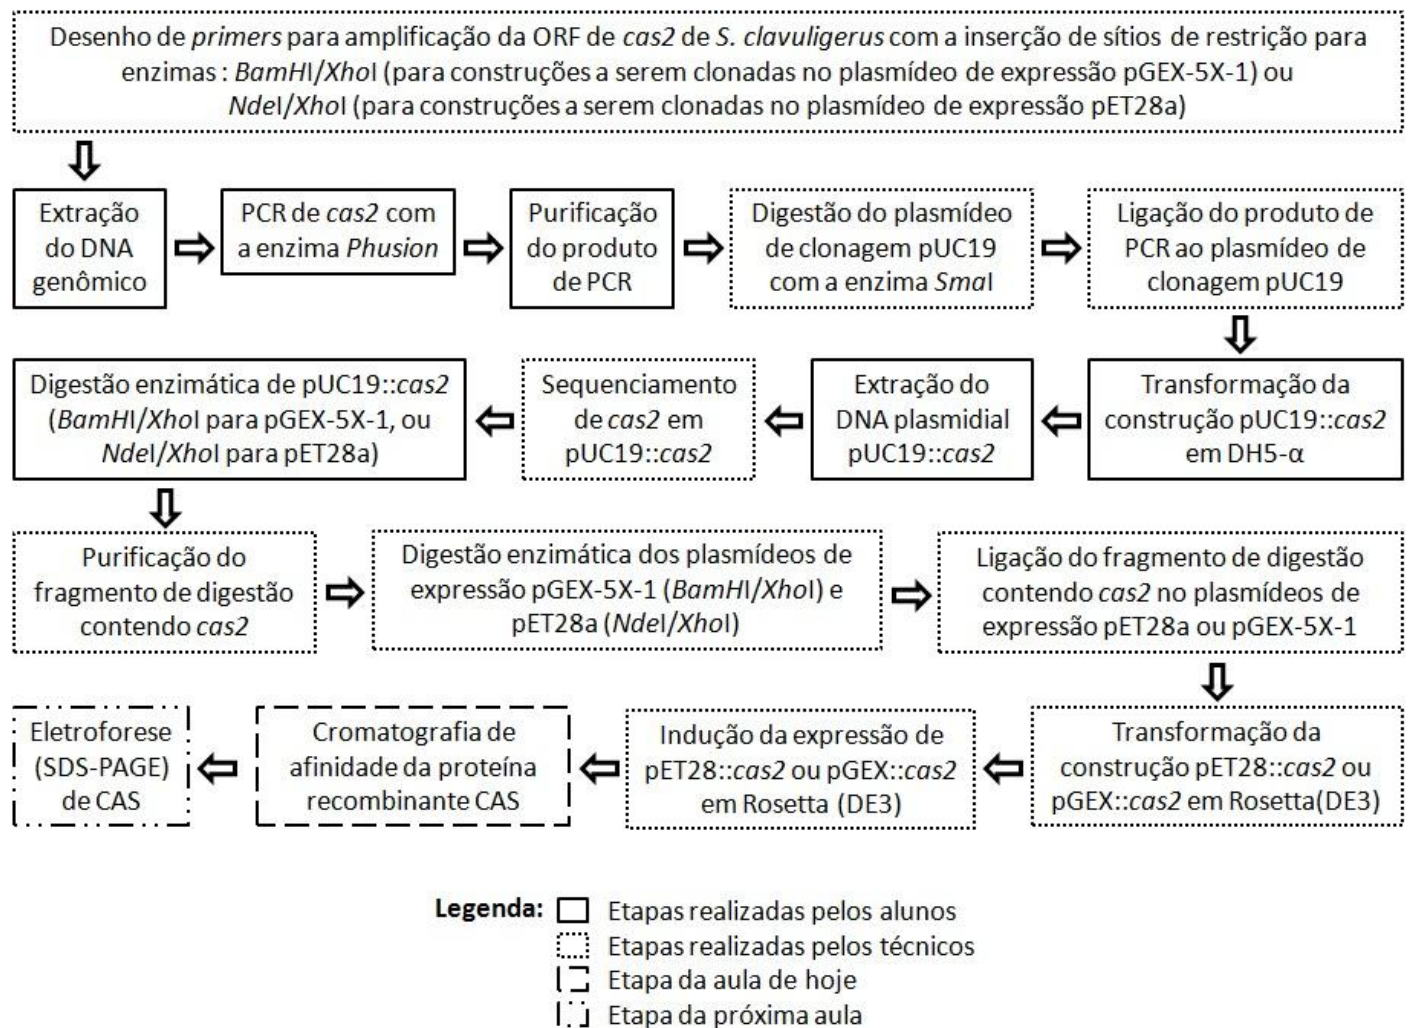 Desenho de primers para amplificação da ORF de cas2 de S. clavuligerus com a inserção de sítios de restrição para
enzimas : BamHI/XhoI (para construções a serem clonadas no plasmídeo de expressão pGEX-5X-1) ou
NdeI/XhoI (para construções a serem clonadas no plasmídeo de expressão pET28a)
Extração
do DNA
genômico
PCR de cas2 com
a enzima Phusion
Purificação
do produto
de PCR
Digestão do plasmídeo
de clonagem pUC19
com a enzima SmaI
Ligação do produto de
PCR ao plasmídeo de
clonagem pUC19
Transformação da
construção pUC19::cas2
em DH5-α
Extração do
DNA plasmidial
pUC19::cas2
Sequenciamento
de cas2 em
pUC19::cas2
Digestão enzimática de pUC19::cas2
(BamHI/XhoI para pGEX-5X-1, ou
NdeI/XhoI para pET28a)
Purificação do
fragmento de digestão
contendo cas2
Digestão enzimática dos plasmídeos de
expressão pGEX-5X-1 (BamHI/XhoI) e
pET28a (NdeI/XhoI)
Ligação do fragmento de digestão
contendo cas2 no plasmídeos de
expressão pET28a ou pGEX-5X-1
Transformação da
construção pET28::cas2 ou
pGEX::cas2 em Rosetta(DE3)
Indução da expressão de
pET28::cas2 ou pGEX::cas2
em Rosetta (DE3)
Cromatografia de
afinidade da proteína
recombinante CAS
Eletroforese
(SDS-PAGE)
de CAS
Legenda:
Etapas realizadas pelos alunos
Etapas realizadas pelos técnicos
Etapa da aula de hoje
Etapa da próxima aula